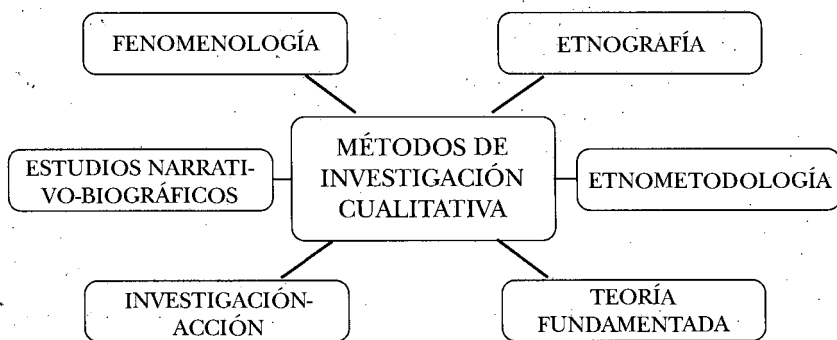 FENOMENOLOGÍA
ETNOGRAFÍA
MÉTODOS DE
INVESTIGACIÓN
CUALITATIVA
ESTUDIOS NARRATI-
VO-BIOGRÁFICOS
ETNOMETODOLOGÍA
INVESTIGACIÓN-
ACCIÓN
TEORÍA
FUNDAMENTADA